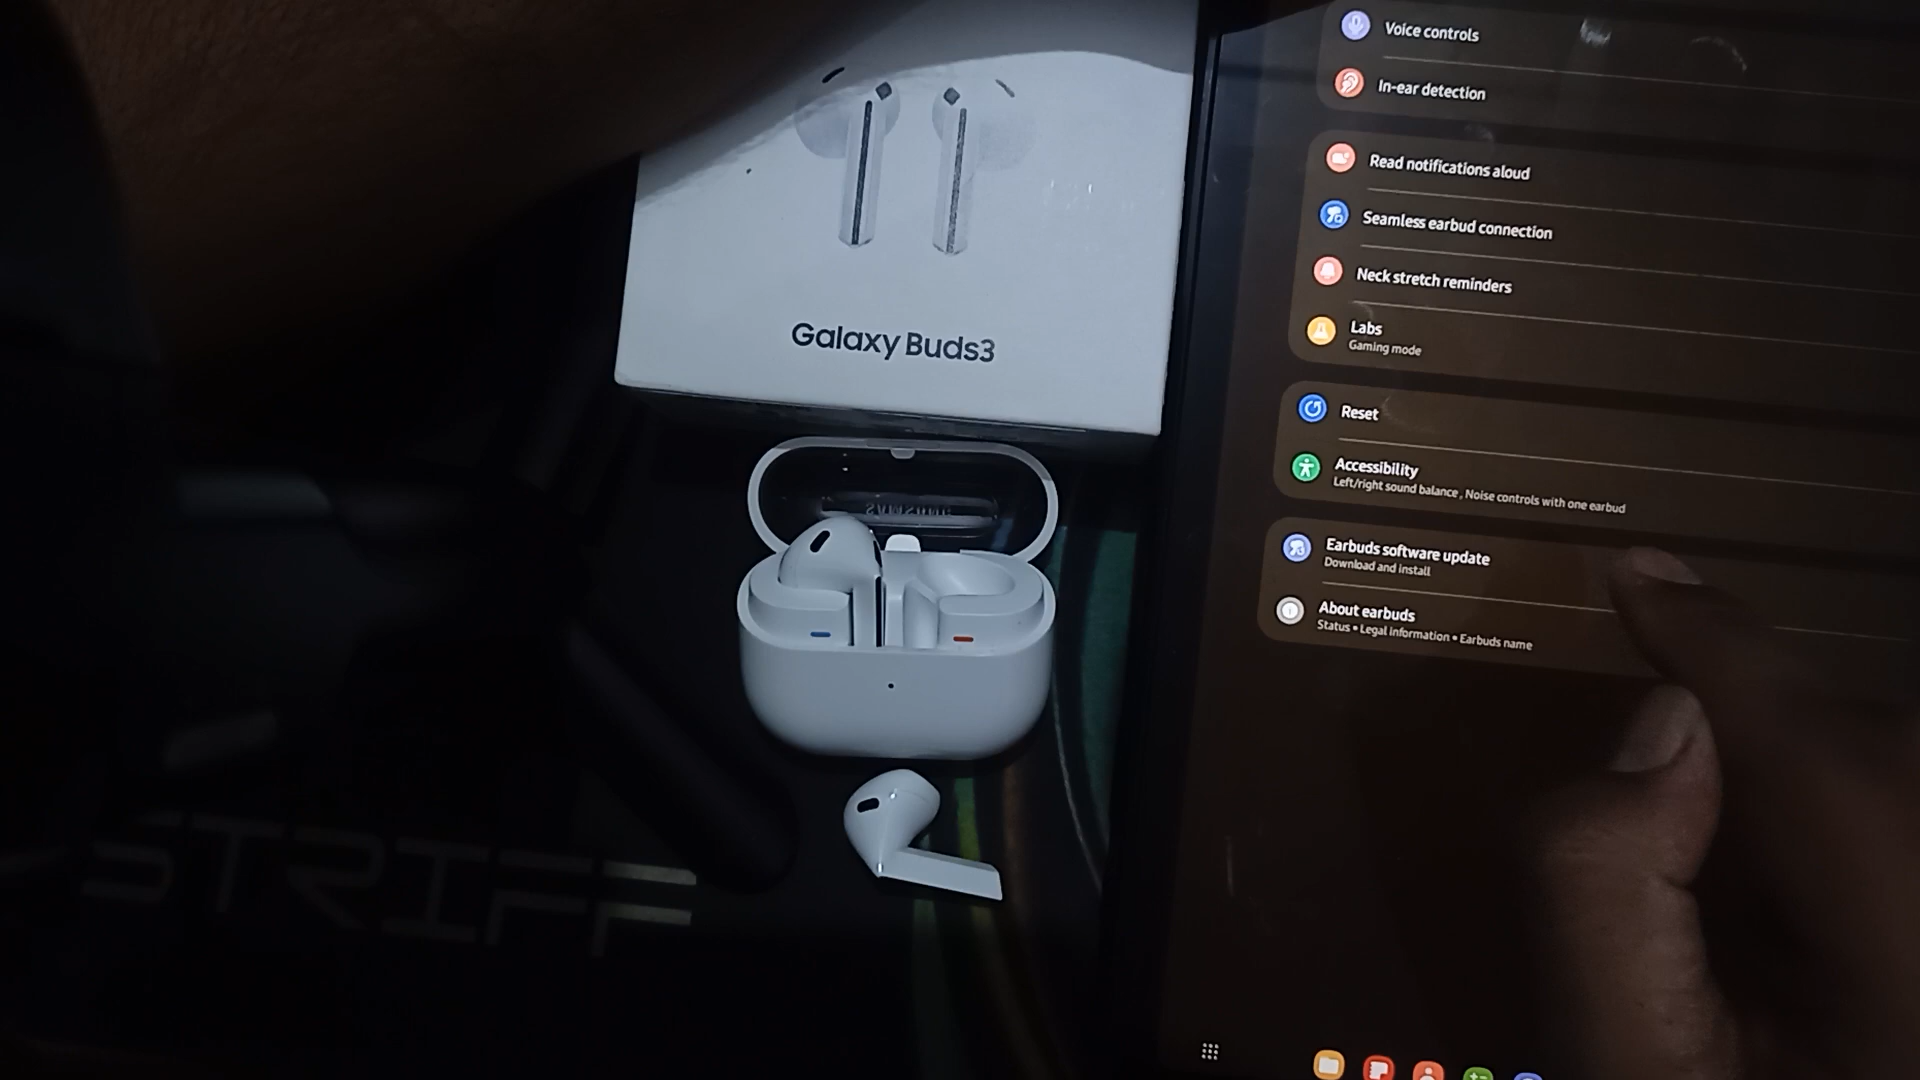 Galaxy Buds3
SAMSUNG
STRIFF
Voice controls
In-ear detection
Read notifications aloud
Seamless earbud connection
Neck stretch reminders
Labs
Gaming mode
Reset
Accessibility
Left/right sound balance , Noise controls with one earbud
Earbuds software update
Download and install
About earbuds
Status • Legal information • Earbuds name